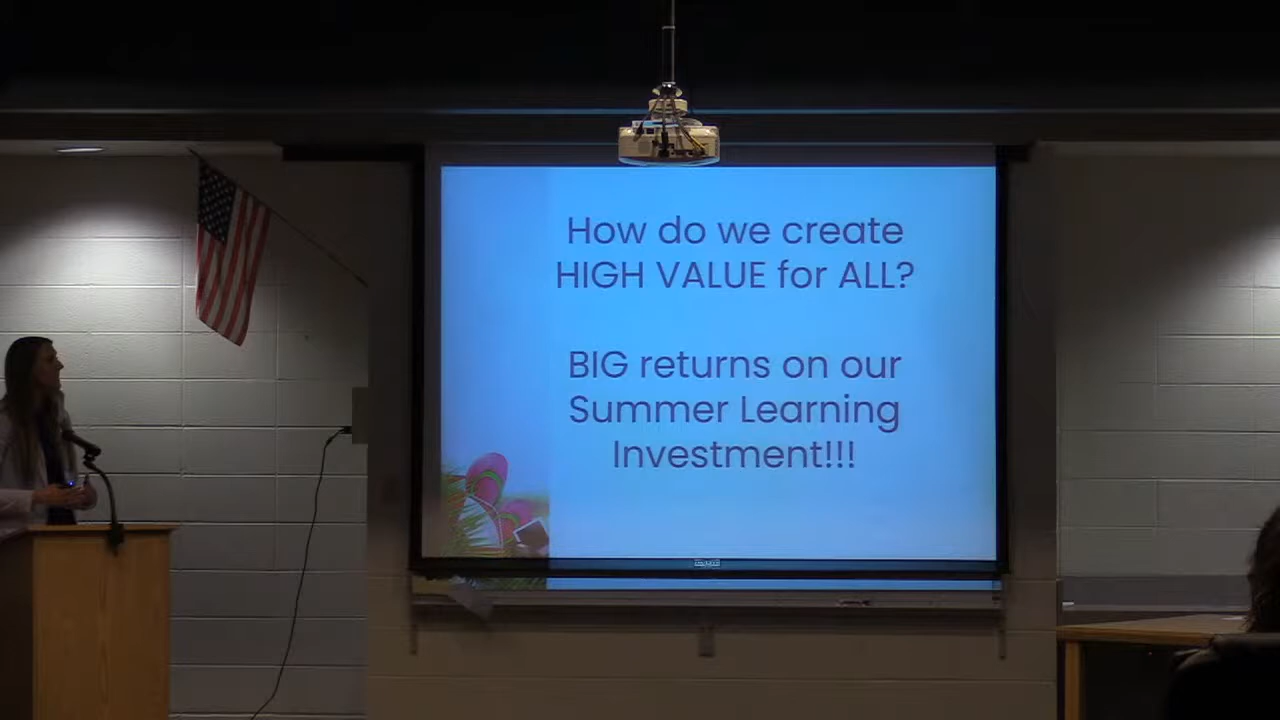 How do we create
HIGH VALUE for ALL?
BIG returns on our
Summer Learning
Investment!!!